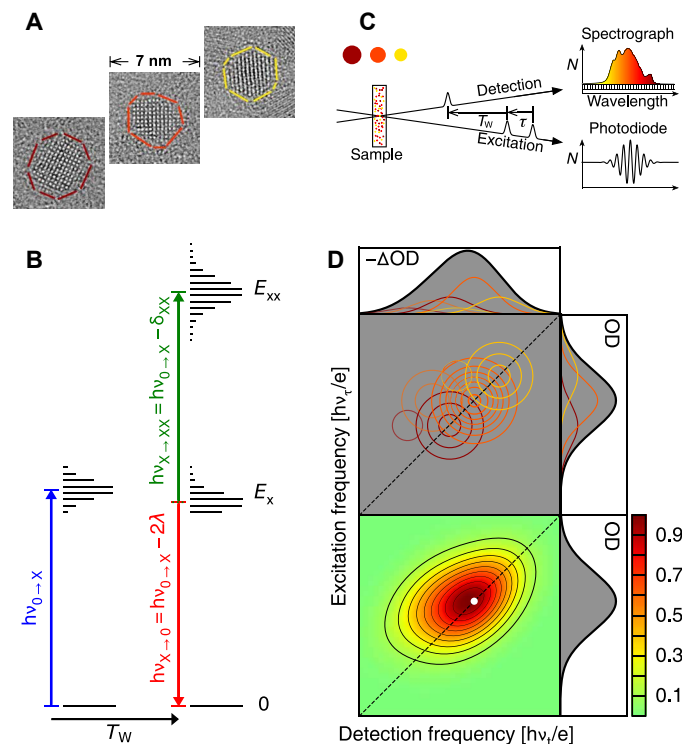 A
7 nm
B
E_xx
hν_X→XX = hν_0→X − δ_XX
E_x
hν_0→X
hν_X→0 = hν_0→X − 2λ
0
T_W
C
Spectrograph
N
Wavelength
Detection
T_W
τ
Excitation
Sample
Photodiode
N
D
−ΔOD
OD
OD
Excitation frequency [hν_τ/e]
0.9
0.7
0.5
0.3
0.1
Detection frequency [hν_t/e]